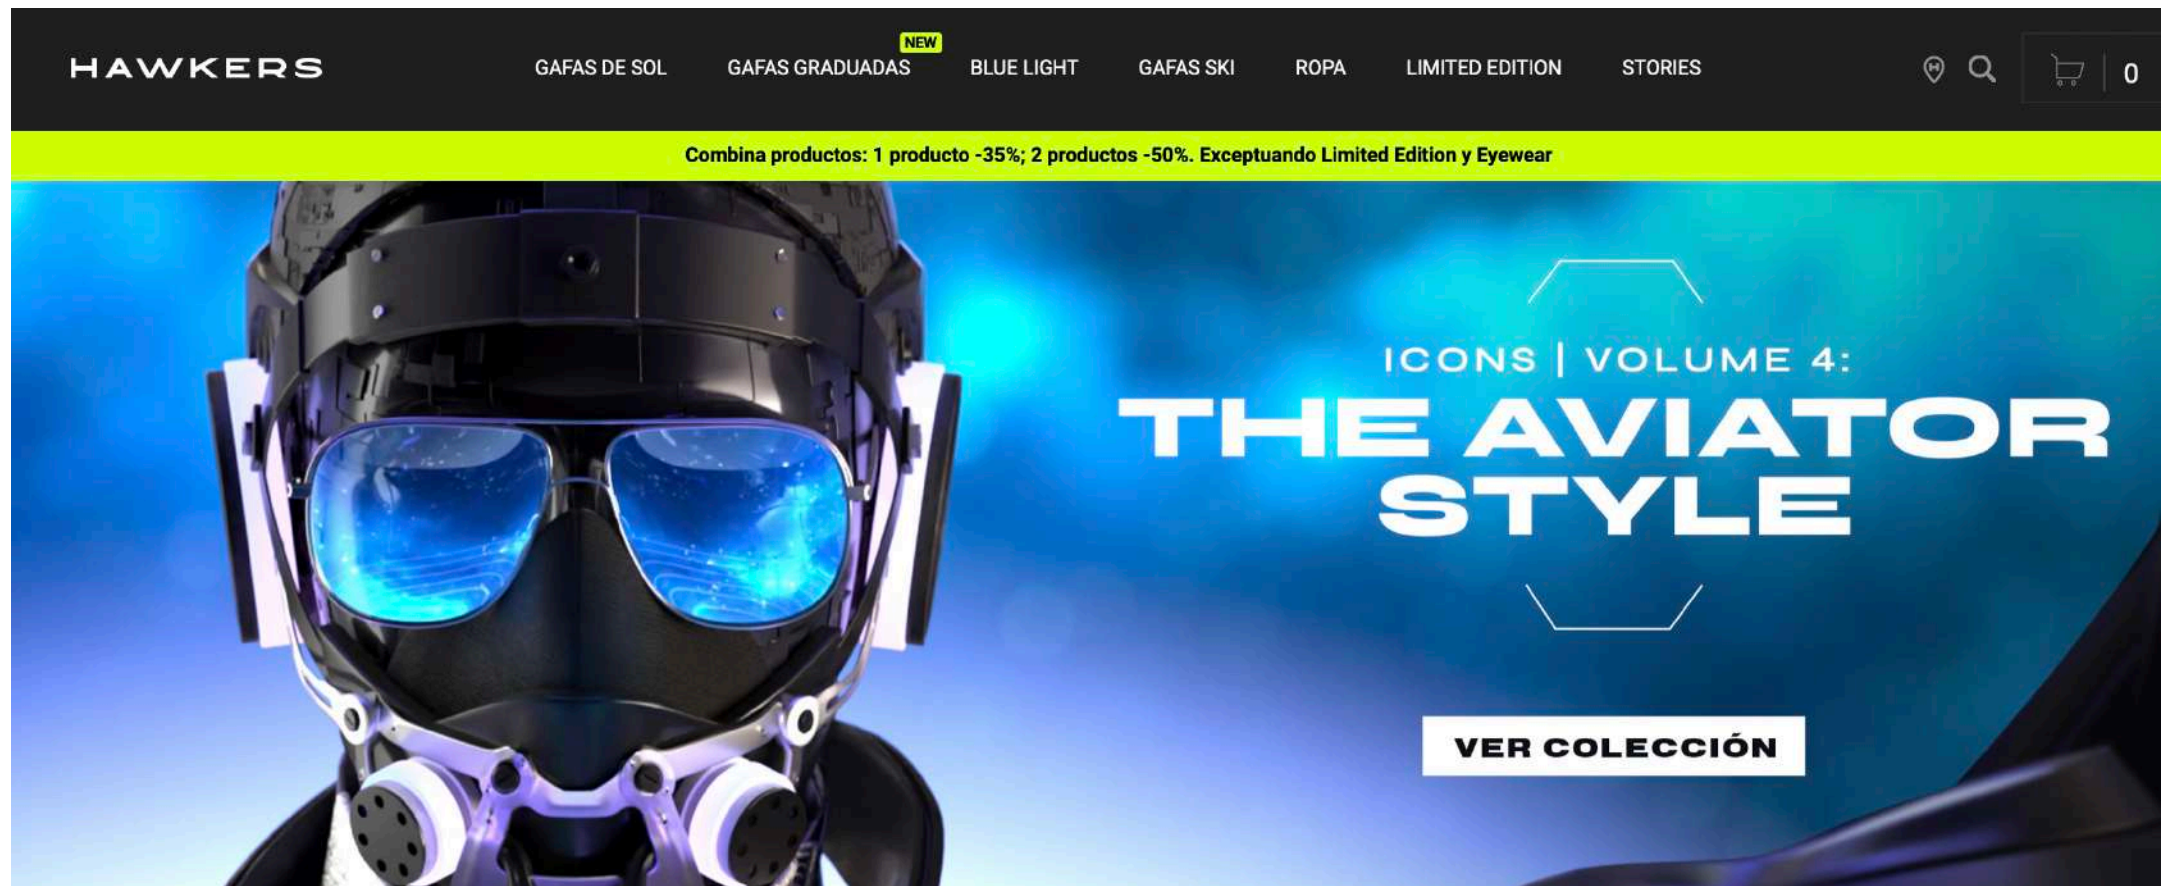 HAWKERS
GAFAS DE SOL
GAFAS GRADUADAS
NEW
BLUE LIGHT
GAFAS SKI
ROPA
LIMITED EDITION
STORIES
H
0
Combina productos: 1 producto -35%; 2 productos -50%. Exceptuando Limited Edition y Eyewear
ICONS | VOLUME 4:
THE AVIATOR
STYLE
VER COLECCIÓN